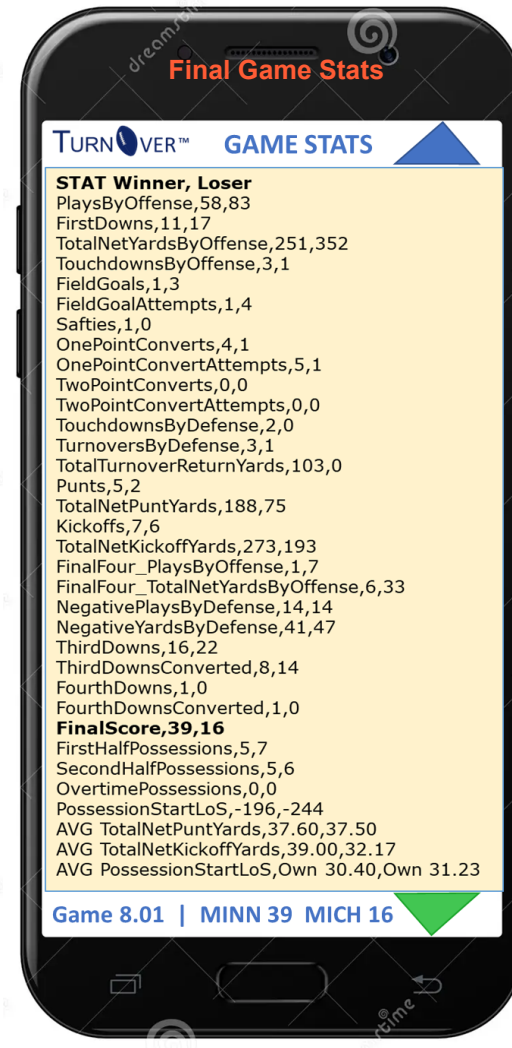 dreamstime
Final Game Stats
TURNOVER™ GAME STATS
STAT Winner, Loser
PlaysByOffense,58,83
FirstDowns,11,17
TotalNetYardsByOffense,251,352
TouchdownsByOffense,3,1
FieldGoals,1,3
FieldGoalAttempts,1,4
Safties,1,0
OnePointConverts,4,1
OnePointConvertAttempts,5,1
TwoPointConverts,0,0
TwoPointConvertAttempts,0,0
TouchdownsByDefense,2,0
TurnoversByDefense,3,1
TotalTurnoverReturnYards,103,0
Punts,5,2
TotalNetPuntYards,188,75
Kickoffs,7,6
TotalNetKickoffYards,273,193
FinalFour_PlaysByOffense,1,7
FinalFour_TotalNetYardsByOffense,6,33
NegativePlaysByDefense,14,14
NegativeYardsByDefense,41,47
ThirdDowns,16,22
ThirdDownsConverted,8,14
FourthDowns,1,0
FourthDownsConverted,1,0
FinalScore,39,16
FirstHalfPossessions,5,7
SecondHalfPossessions,5,6
OvertimePossessions,0,0
PossessionStartLoS,-196,-244
AVG TotalNetPuntYards,37.60,37.50
AVG TotalNetKickoffYards,39.00,32.17
AVG PossessionStartLoS,Own 30.40,Own 31.23
Game 8.01 | MINN 39 MICH 16